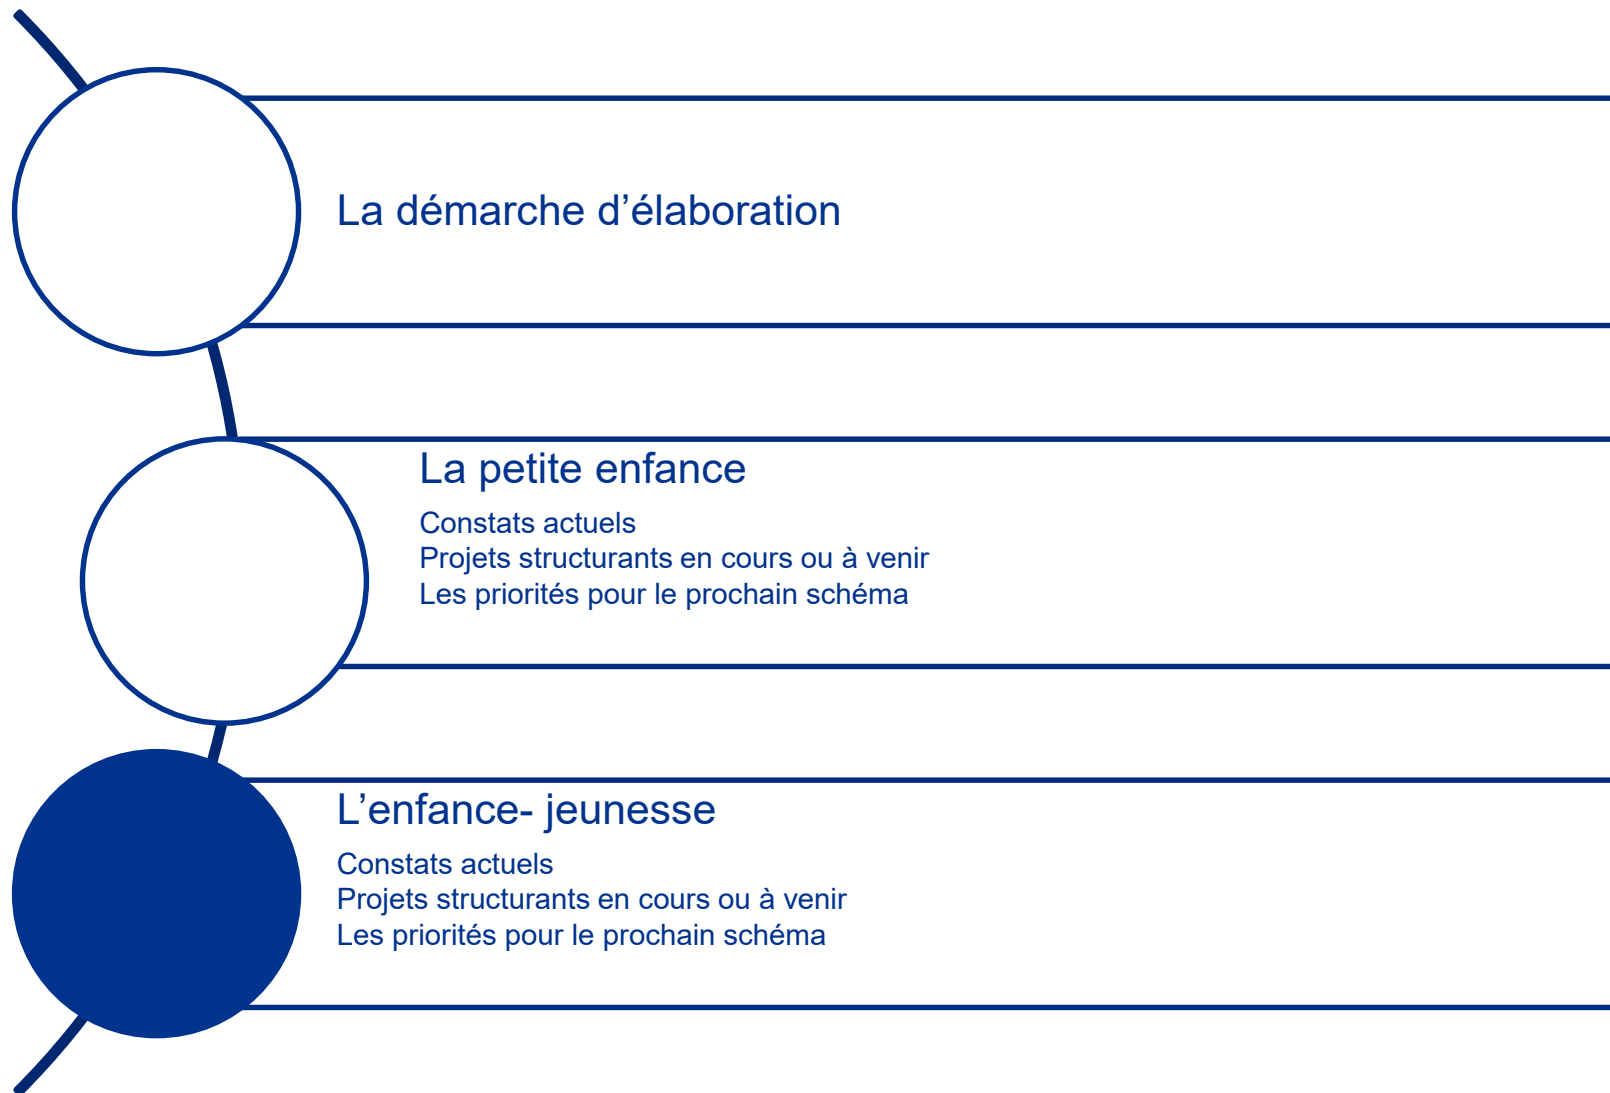 La démarche d’élaboration
La petite enfance
Constats actuels
Projets structurants en cours ou à venir
Les priorités pour le prochain schéma
L’enfance- jeunesse
Constats actuels
Projets structurants en cours ou à venir
Les priorités pour le prochain schéma